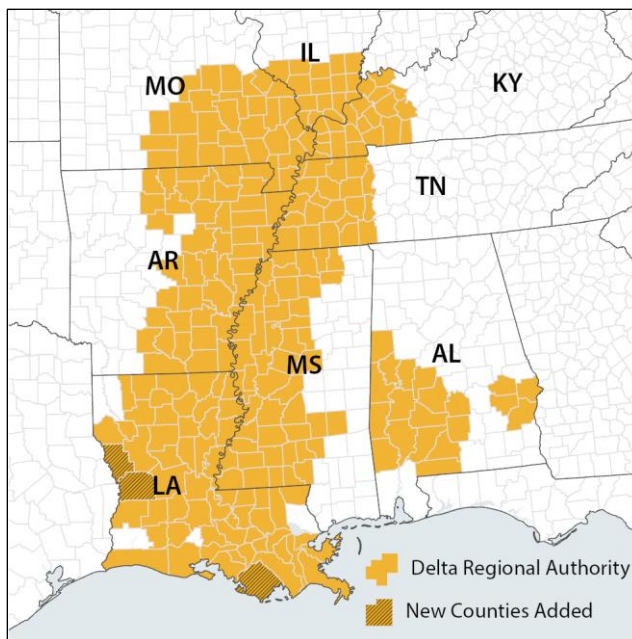 IL
MO
KY
TN
AR
MS
AL
LA
Delta Regional Authority
New Counties Added